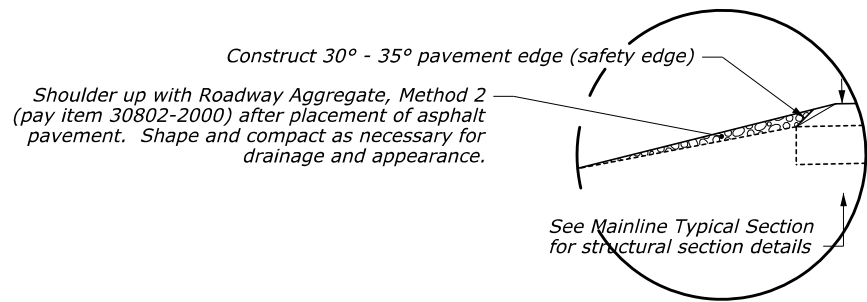 Construct 30° - 35° pavement edge (safety edge)
Shoulder up with Roadway Aggregate, Method 2
(pay item 30802-2000) after placement of asphalt
pavement.  Shape and compact as necessary for
drainage and appearance.
See Mainline Typical Section
for structural section details